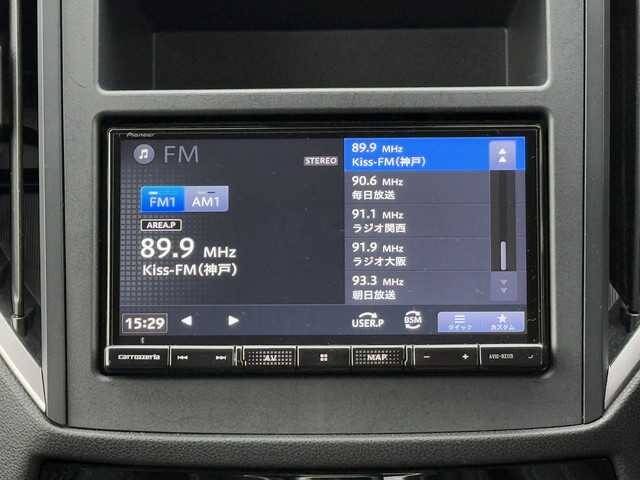 Pioneer
FM
STEREO
FM1 AM1
AREA.P
89.9 MHz
Kiss-FM(神戸)
89.9 MHz
Kiss-FM(神戸)
90.6 MHz
毎日放送
91.1 MHz
ラジオ関西
91.9 MHz
ラジオ大阪
93.3 MHz
朝日放送
15:29
USER.P
BSM
クイック
カスタム
carrozzeria
AV
MAP